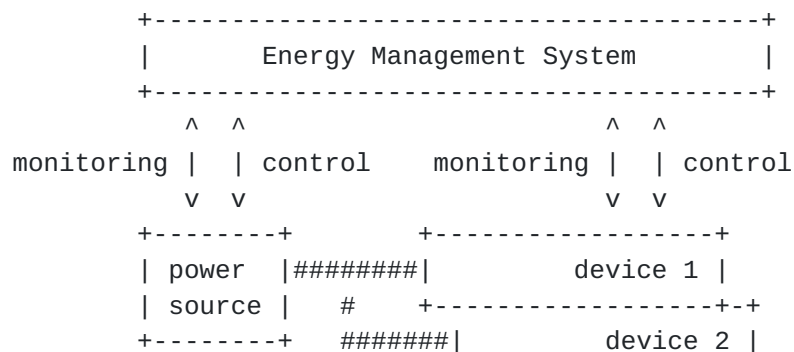 +---------------------------------------+
|       Energy Management System        |
+---------------------------------------+
^  ^                       ^  ^
monitoring |  | control    monitoring |  | control
v  v                       v  v
+--------+        +------------------+
| power  |########|         device 1 |
| source |   #    +------------------+-+
+--------+   #######|         device 2 |